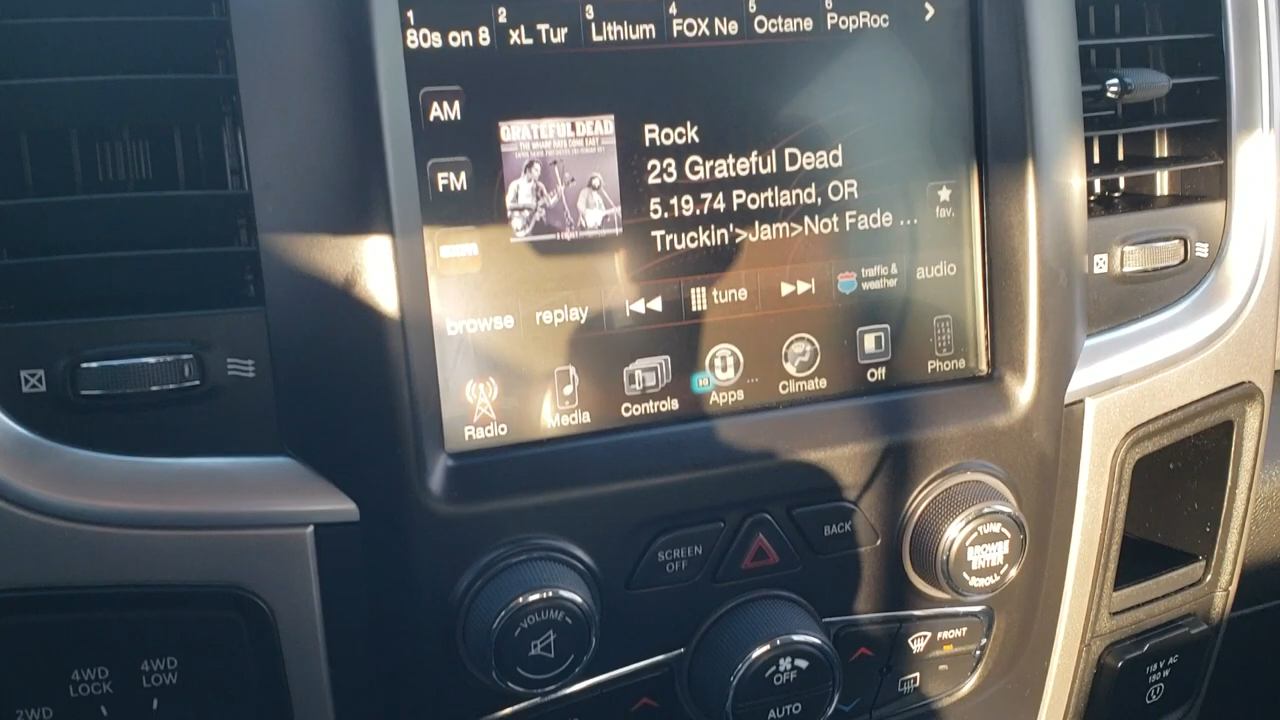 1 2 3 4 5 6
80s on 8 xL Tur Lithium FOX Ne Octane PopRoc
AM
FM
GRATEFUL DEAD
THE WHARF RATS COME EAST
Rock
23 Grateful Dead
5.19.74 Portland, OR
Truckin'>Jam>Not Fade ...
fav.
browse replay tune traffic & weather audio
Radio Media Controls Apps ... Climate Off Phone
SCREEN OFF
BACK
TUNE
BROWSE
ENTER
SCROLL
VOLUME
OFF
AUTO
FRONT
4WD LOCK
4WD LOW
2WD
115 V AC
150 W